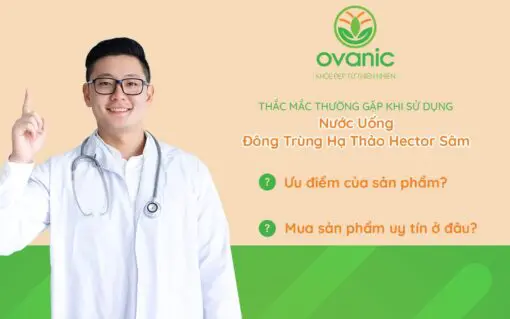 ovanic
KHỎE ĐẸP TỪ THIÊN NHIÊN
THẮC MẮC THƯỜNG GẶP KHI SỬ DỤNG
Nước Uống
Đông Trùng Hạ Thảo Hector Sâm
? Ưu điểm của sản phẩm?
? Mua sản phẩm uy tín ở đâu?